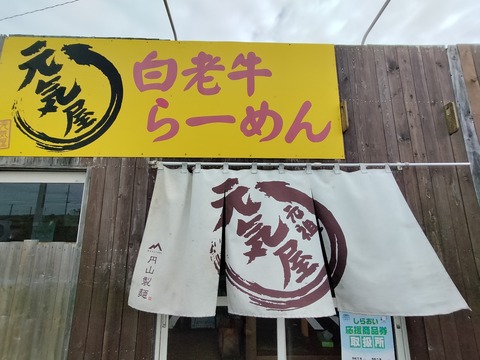 元気屋
白老牛
らーめん
元祖
元気屋
円山製麺
しらおい
応援商品券
取扱所